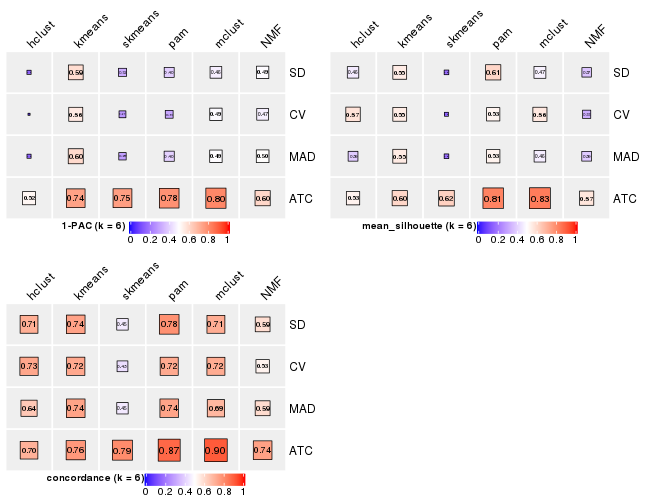 hclust kmeans skmeans pam mclust NMF
0.59 0.46 0.49 SD
0.56 0.49 0.47 CV
0.60 0.49 0.50 MAD
0.52 0.74 0.75 0.78 0.80 0.60 ATC
1-PAC (k = 6)
0 0.2 0.4 0.6 0.8 1
hclust kmeans skmeans pam mclust NMF
0.55 0.61 0.47 SD
0.57 0.55 0.53 0.56 CV
0.55 0.53 MAD
0.53 0.60 0.62 0.81 0.83 0.57 ATC
mean_silhouette (k = 6)
0 0.2 0.4 0.6 0.8 1
hclust kmeans skmeans pam mclust NMF
0.71 0.74 0.78 0.71 0.59 SD
0.73 0.72 0.72 0.72 0.53 CV
0.64 0.74 0.74 0.69 0.59 MAD
0.70 0.76 0.79 0.87 0.90 0.74 ATC
concordance (k = 6)
0 0.2 0.4 0.6 0.8 1